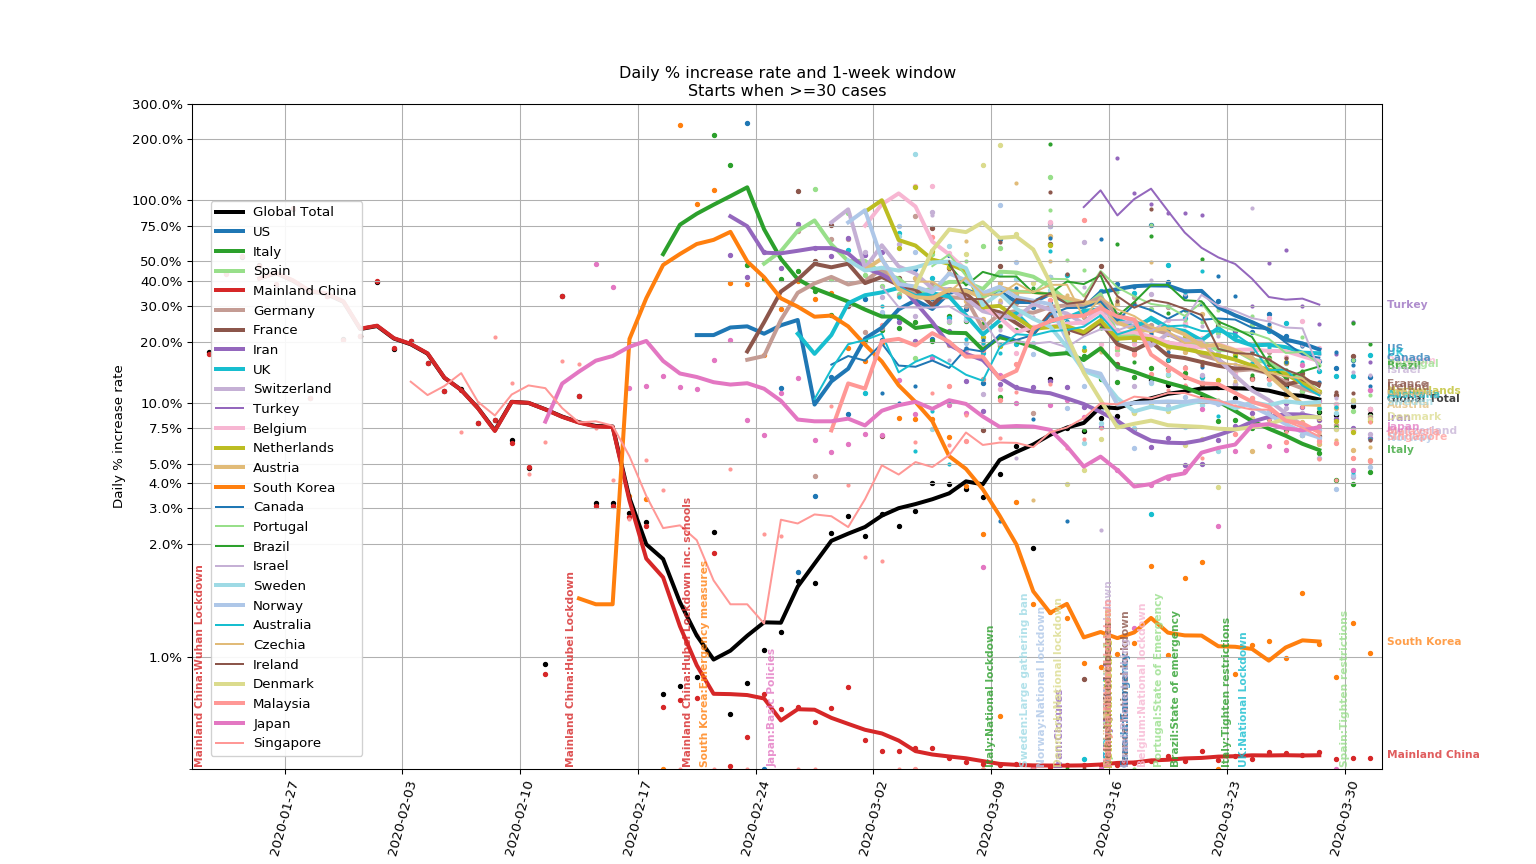 Daily % increase rate and 1-week window
Starts when >=30 cases
Daily % increase rate
300.0%
200.0%
100.0%
75.0%
50.0%
40.0%
30.0%
20.0%
10.0%
7.5%
5.0%
4.0%
3.0%
2.0%
1.0%
Global Total
US
Italy
Spain
Mainland China
Germany
France
Iran
UK
Switzerland
Turkey
Belgium
Netherlands
Austria
South Korea
Canada
Portugal
Brazil
Israel
Sweden
Norway
Australia
Czechia
Ireland
Denmark
Malaysia
Japan
Singapore
Mainland China:Wuhan Lockdown
Mainland China:Hubei Lockdown
Mainland China:Hubei Lockdown inc. schools
South Korea:Emergency measures
Japan:Basic Policies
Italy:National lockdown
Sweden:Large gathering ban
Norway:National lockdown
Belgium:National lockdown
Portugal:State of Emergency
Brazil:State of emergency
Italy:Tighten restrictions
UK:National Lockdown
Spain:Tighten restrictions
Turkey
US
Canada
Israel
France
Global Total
Austria
Denmark
Iran
Japan
Singapore
Italy
South Korea
Mainland China
2020-01-27
2020-02-03
2020-02-10
2020-02-17
2020-02-24
2020-03-02
2020-03-09
2020-03-16
2020-03-23
2020-03-30